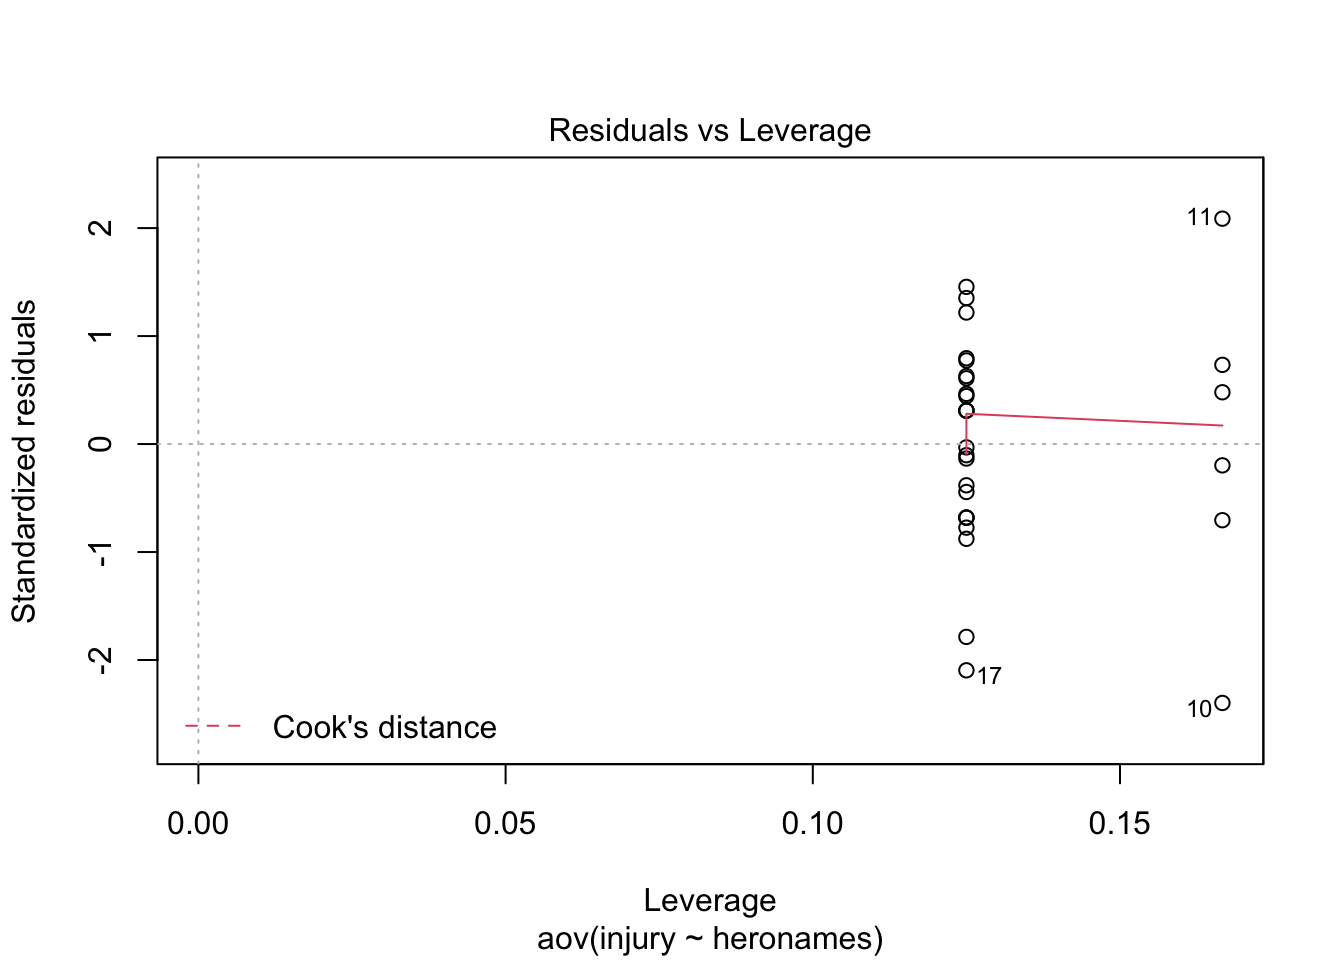 Residuals vs Leverage
Standardized residuals
2
1
0
-1
-2
11
17
10
Cook's distance
0.00 0.05 0.10 0.15
Leverage
aov(injury ~ heronames)